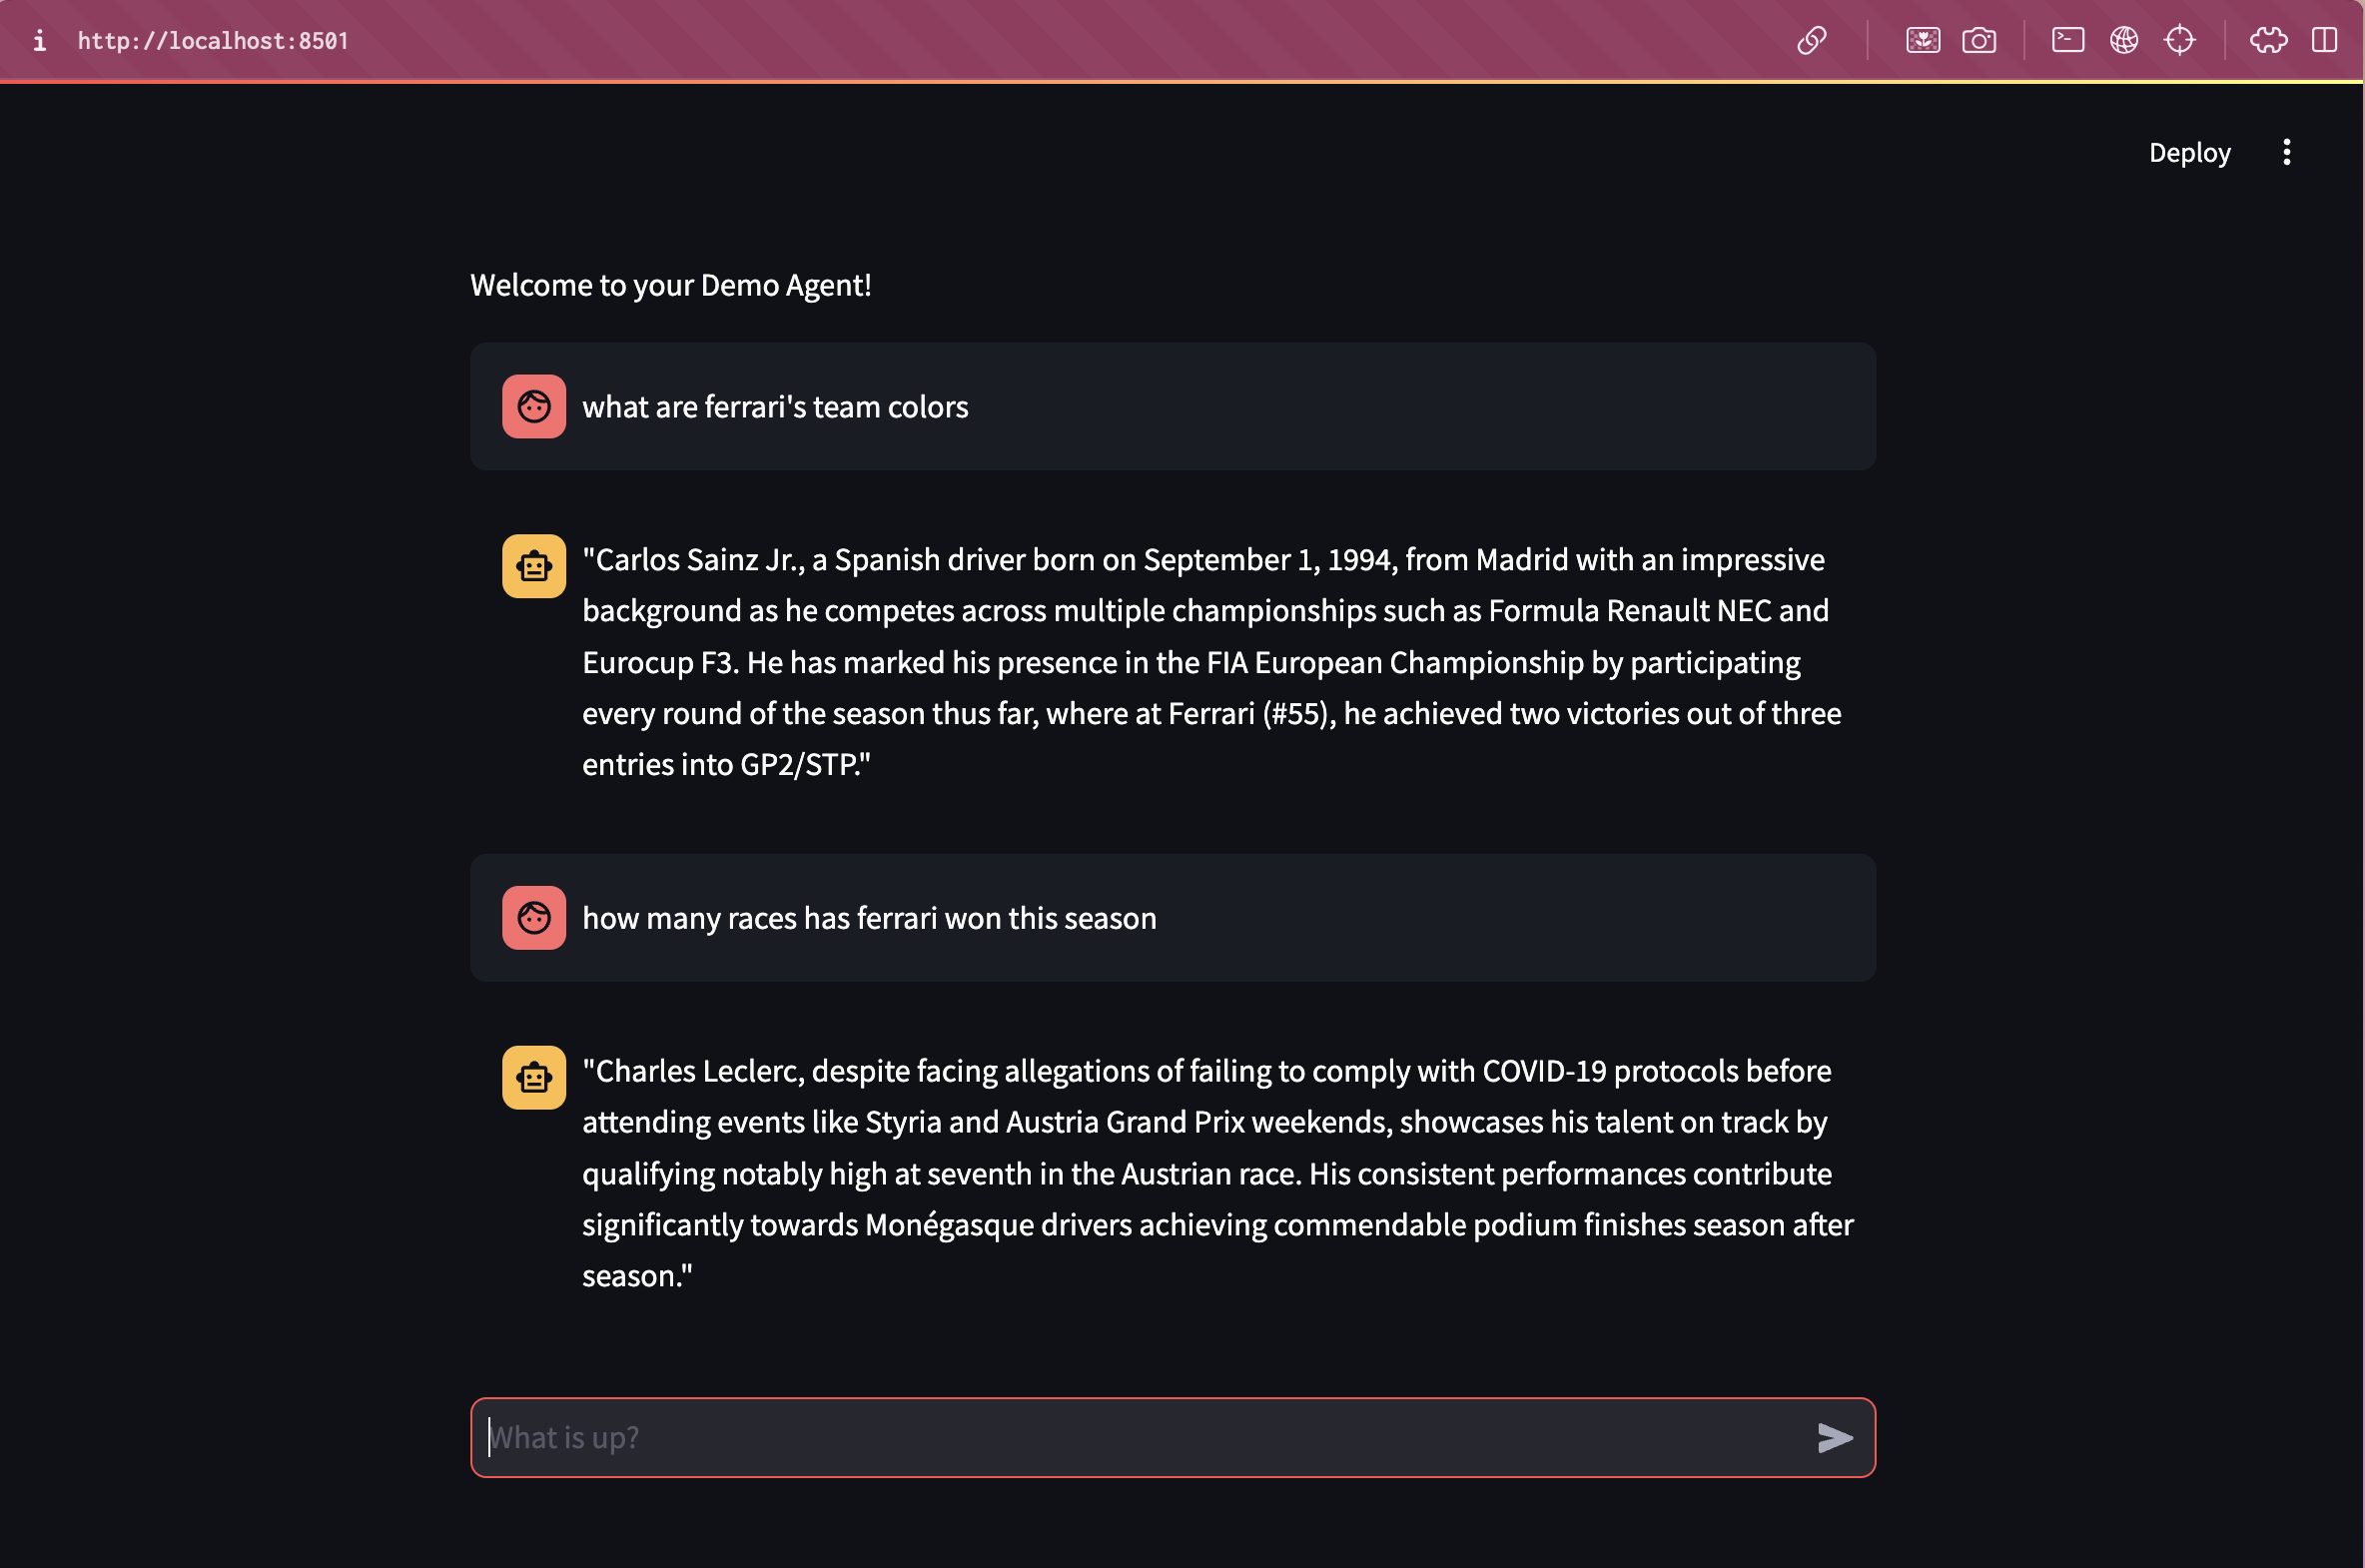 i http://localhost:8501
Deploy
Welcome to your Demo Agent!
what are ferrari's team colors
"Carlos Sainz Jr., a Spanish driver born on September 1, 1994, from Madrid with an impressive
background as he competes across multiple championships such as Formula Renault NEC and
Eurocup F3. He has marked his presence in the FIA European Championship by participating
every round of the season thus far, where at Ferrari (#55), he achieved two victories out of three
entries into GP2/STP."
how many races has ferrari won this season
"Charles Leclerc, despite facing allegations of failing to comply with COVID-19 protocols before
attending events like Styria and Austria Grand Prix weekends, showcases his talent on track by
qualifying notably high at seventh in the Austrian race. His consistent performances contribute
significantly towards Monégasque drivers achieving commendable podium finishes season after
season."
What is up?